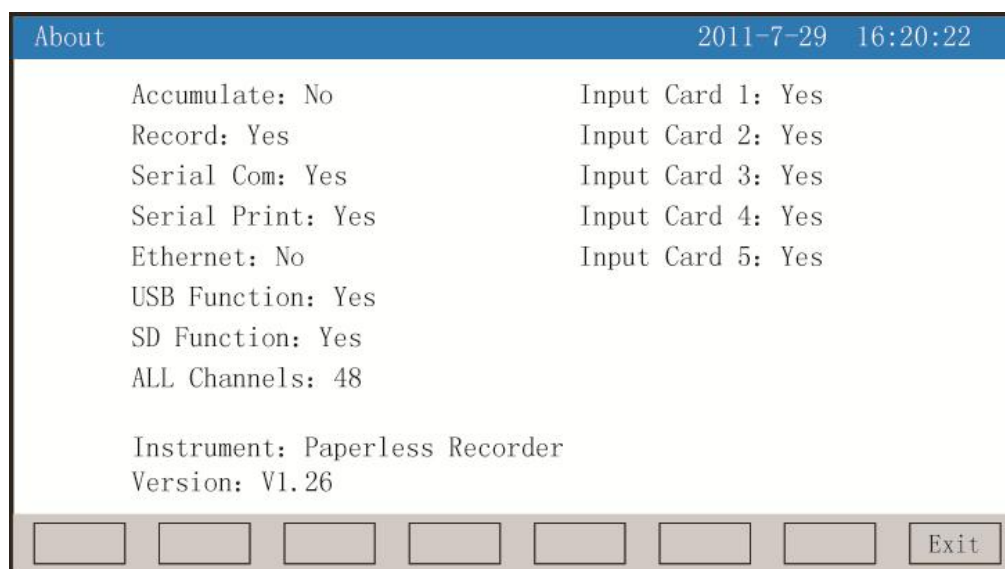 About 2011-7-29 16:20:22
Accumulate: No Input Card 1: Yes
Record: Yes Input Card 2: Yes
Serial Com: Yes Input Card 3: Yes
Serial Print: Yes Input Card 4: Yes
Ethernet: No Input Card 5: Yes
USB Function: Yes
SD Function: Yes
ALL Channels: 48
Instrument: Paperless Recorder
Version: V1.26
Exit